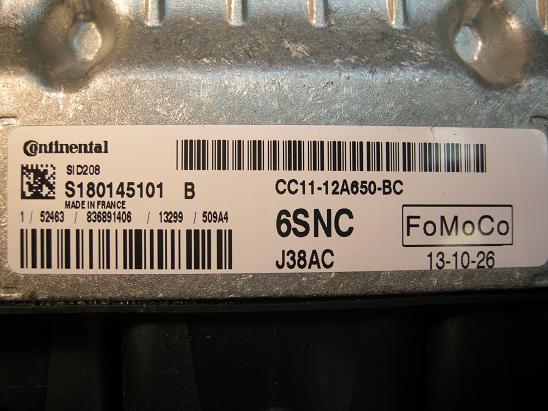 Continental
SID208
S180145101 B
MADE IN FRANCE
1 / 52463 / 836891406 / 13299 / 509A4
CC11-12A650-BC
6SNC
FoMoCo
J38AC
13-10-26